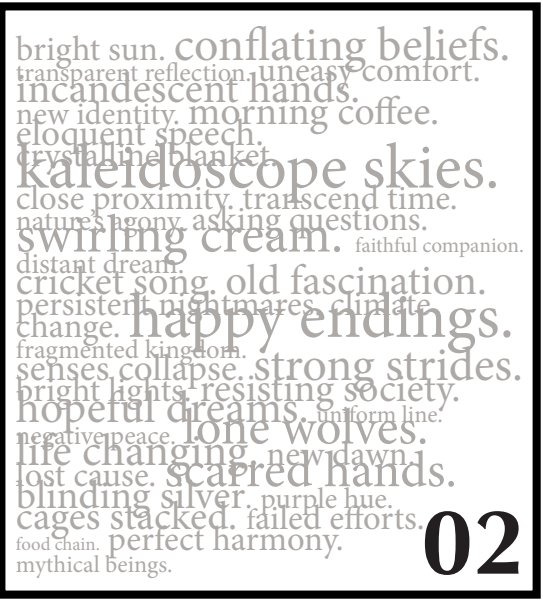 bright sun. conflating beliefs.
transparent reflection. uneasy comfort.
incandescent hands.
new identity. morning coffee.
eloquent speech.
crystalline blanket.
kaleidoscope skies.
close proximity. transcend time.
nature's agony. asking questions.
swirling cream. faithful companion.
distant dream.
cricket song. old fascination.
persistent nightmares. climate
change. happy endings.
fragmented kingdom.
senses collapse. strong strides.
bright lights. resisting society.
hopeful dreams. uniform line.
negative peace. lone wolves.
life changing. new dawn.
lost cause. scarred hands.
blinding silver. purple hue.
cages stacked. failed efforts.
food chain. perfect harmony.
mythical beings.
02